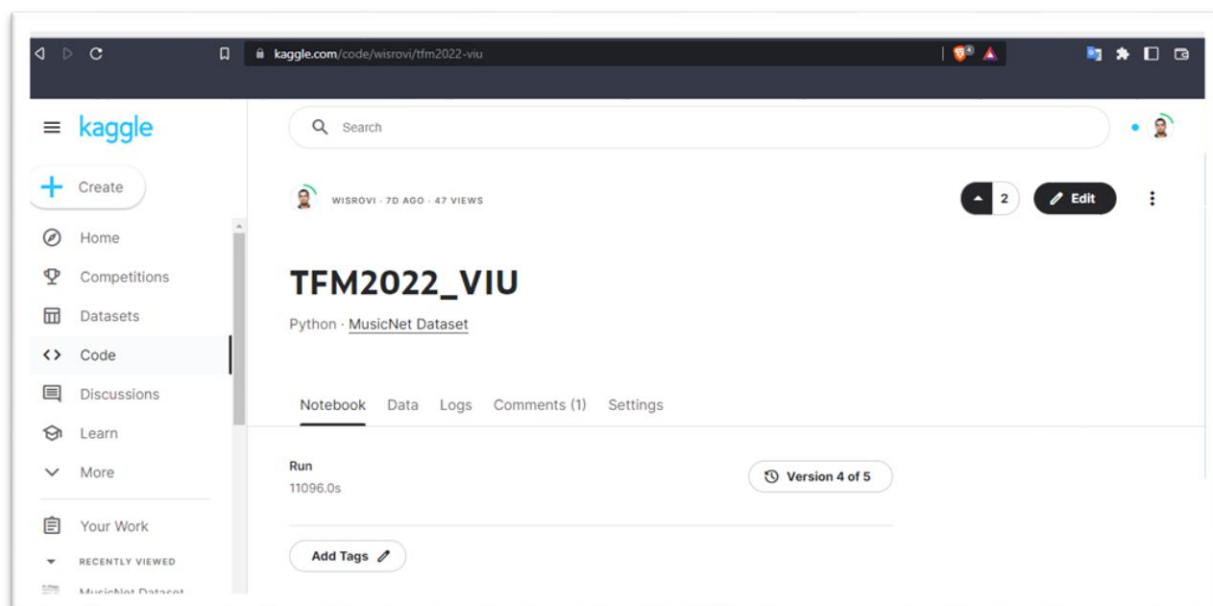 kaggle.com/code/wisrovi/tfm2022-viu
kaggle
Search
Create
WISROVI · 7D AGO · 47 VIEWS
2
Edit
Home
Competitions
Datasets
Code
Discussions
Learn
More
Your Work
RECENTLY VIEWED
MusicNet Dataset
TFM2022_VIU
Python · MusicNet Dataset
Notebook Data Logs Comments (1) Settings
Run
11096.0s
Version 4 of 5
Add Tags